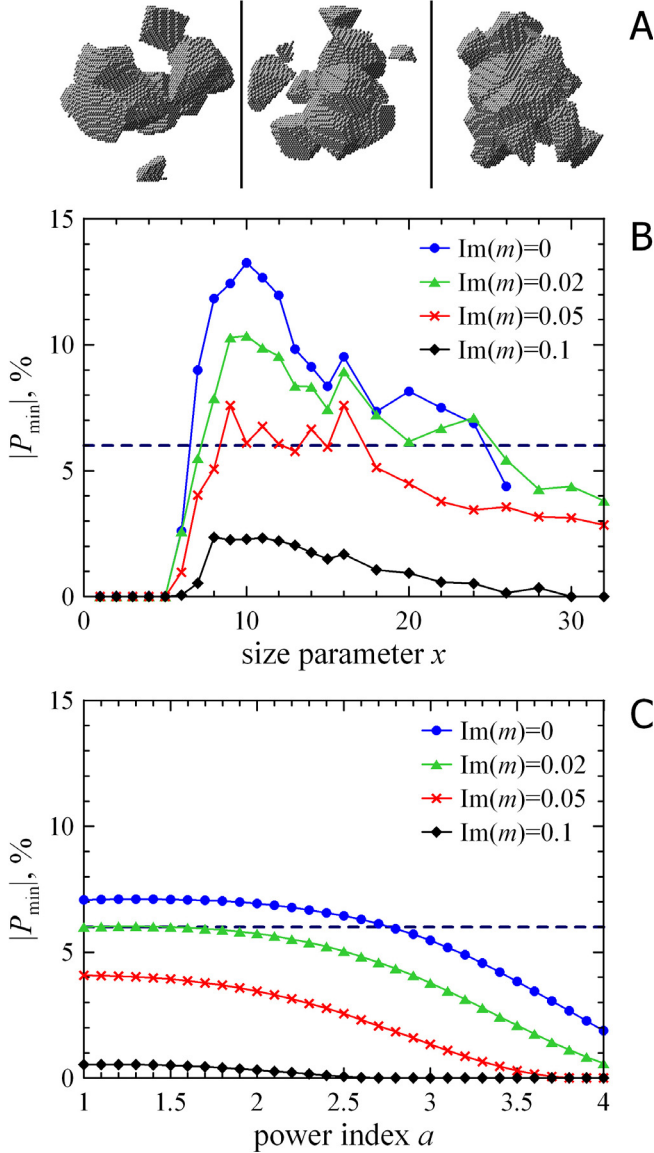 A
B
15
10
5
0
|Pmin|, %
Im(m)=0
Im(m)=0.02
Im(m)=0.05
Im(m)=0.1
0 10 20 30
size parameter x
C
15
10
5
0
|Pmin|, %
Im(m)=0
Im(m)=0.02
Im(m)=0.05
Im(m)=0.1
1 1.5 2 2.5 3 3.5 4
power index a